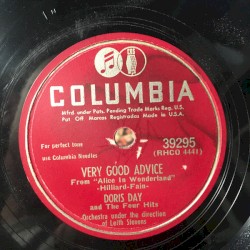 COLUMBIA
Mfrd. under Pats. Pending Trade Marks Reg. U.S.
Pat. Off. Marcas Registradas Made in U.S.A.
For perfect tone
use Columbia Needles
39295
(RHCO 4441)
VERY GOOD ADVICE
From "Alice in Wonderland"
-Hilliard-Fain-
DORIS DAY
and The Four Hits
Orchestra under the direction
of Leith Stevens